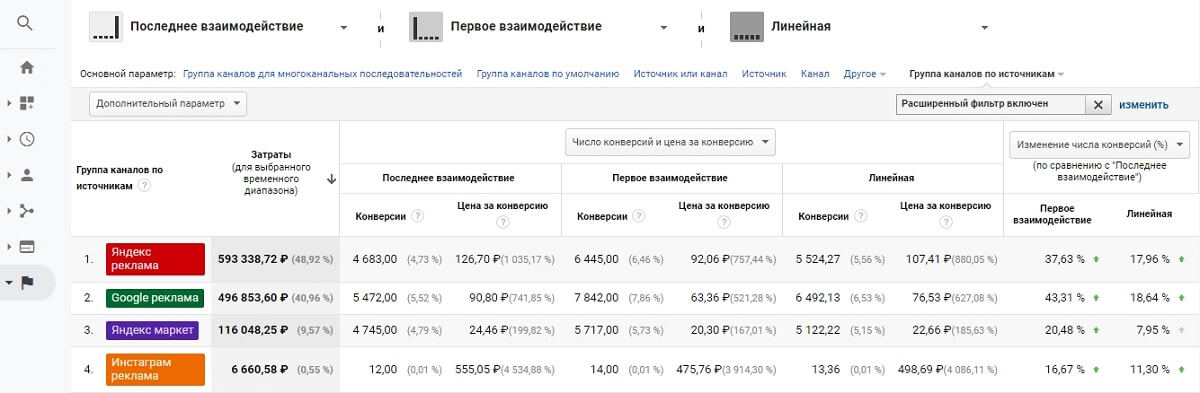 Последнее взаимодействие и Первое взаимодействие и Линейная
Основной параметр: Группа каналов для многоканальных последовательностей Группа каналов по умолчанию Источник или канал Источник Канал Другое Группа каналов по источникам
Дополнительный параметр Расширенный фильтр включен изменить
Группа каналов по
источникам ?
Затраты
(для выбранного
временного
диапазона)
Число конверсий и цена за конверсию
Изменение числа конверсий (%)
(по сравнению с "Последнее
взаимодействие")
Последнее взаимодействие Первое взаимодействие Линейная
Конверсии ? Цена за конверсию
?
Конверсии ? Цена за конверсию
?
Конверсии ? Цена за конверсию
?
Первое
взаимодействие
Линейная
1. Яндекс
реклама
593 338,72 ₽ (48,92 %) 4 683,00 (4,73 %) 126,70 ₽(1 035,17 %) 6 445,00 (6,46 %) 92,06 ₽(757,44 %) 5 524,27 (5,56 %) 107,41 ₽(880,05 %) 37,63 % 17,96 %
2. Google реклама 496 853,60 ₽ (40,96 %) 5 472,00 (5,52 %) 90,80 ₽(741,85 %) 7 842,00 (7,86 %) 63,36 ₽(521,28 %) 6 492,13 (6,53 %) 76,53 ₽(627,08 %) 43,31 % 18,64 %
3. Яндекс маркет 116 048,25 ₽ (9,57 %) 4 745,00 (4,79 %) 24,46 ₽(199,82 %) 5 717,00 (5,73 %) 20,30 ₽(167,01 %) 5 122,22 (5,15 %) 22,66 ₽(185,63 %) 20,48 % 7,95 %
4. Инстаграм
реклама
6 660,58 ₽ (0,55 %) 12,00 (0,01 %) 555,05 ₽(4 534,88 %) 14,00 (0,01 %) 475,76 ₽(3 914,30 %) 13,36 (0,01 %) 498,69 ₽(4 086,11 %) 16,67 % 11,30 %